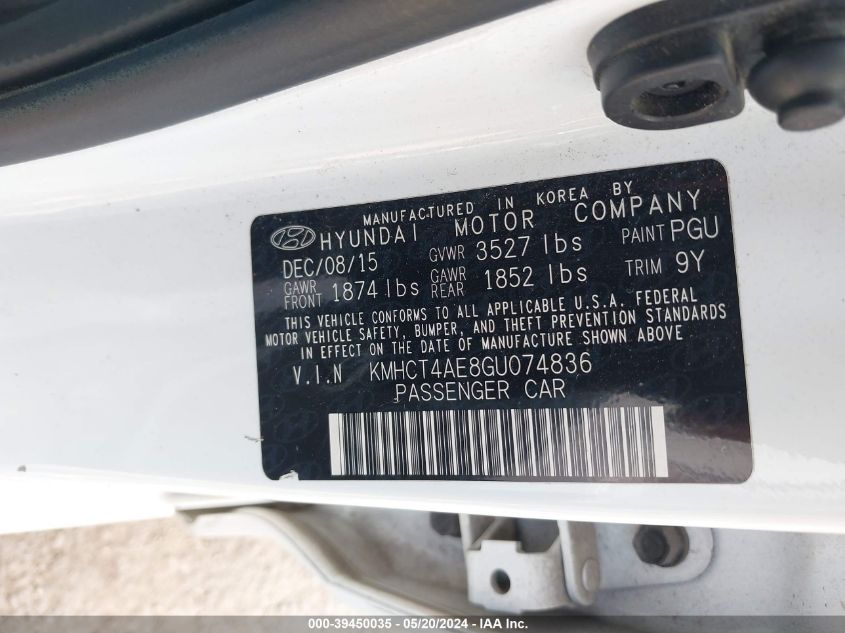 MANUFACTURED IN KOREA BY
HYUNDAI MOTOR COMPANY
DEC/08/15 GVWR 3527 lbs PAINT PGU
GAWR FRONT 1874 lbs GAWR REAR 1852 lbs TRIM 9Y
THIS VEHICLE CONFORMS TO ALL APPLICABLE U.S.A. FEDERAL
MOTOR VEHICLE SAFETY, BUMPER, AND THEFT PREVENTION STANDARDS
IN EFFECT ON THE DATE OF MANUFACTURE SHOWN ABOVE
V.I.N KMHCT4AE8GU074836
PASSENGER CAR
000-39450035 - 05/20/2024 - IAA Inc.